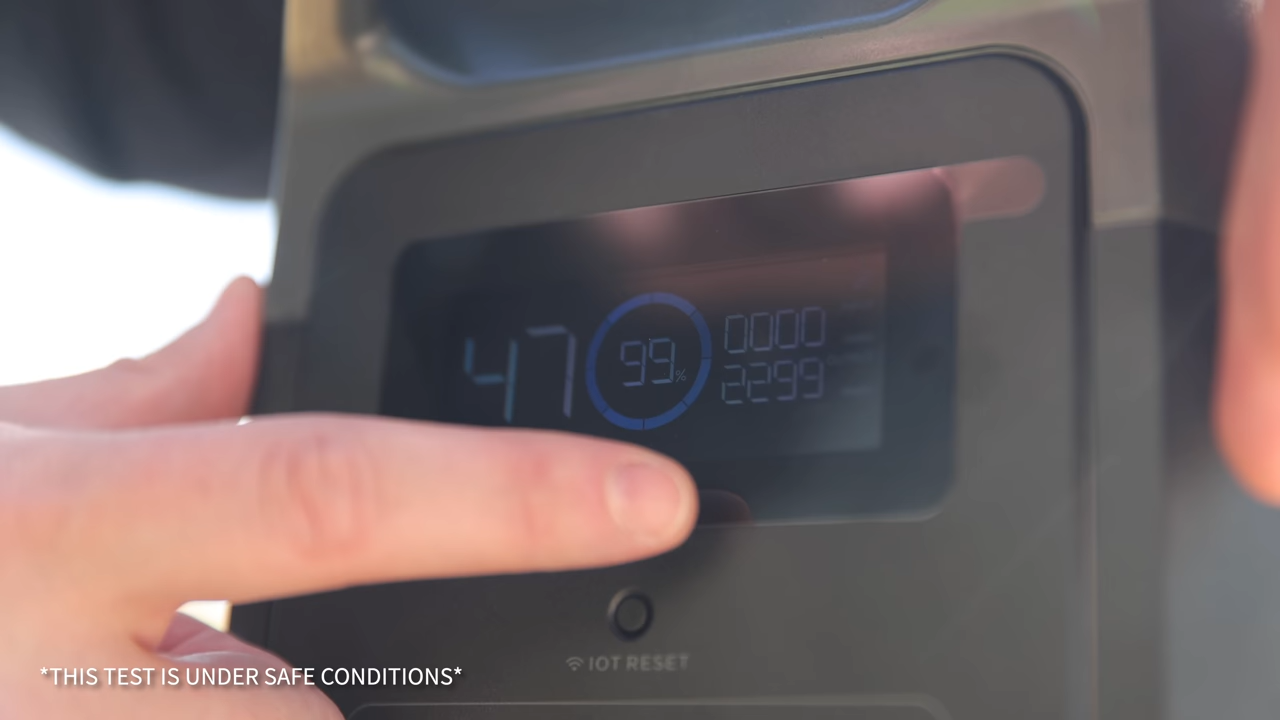 47
99%
0000
2299
IOT RESET
*THIS TEST IS UNDER SAFE CONDITIONS*